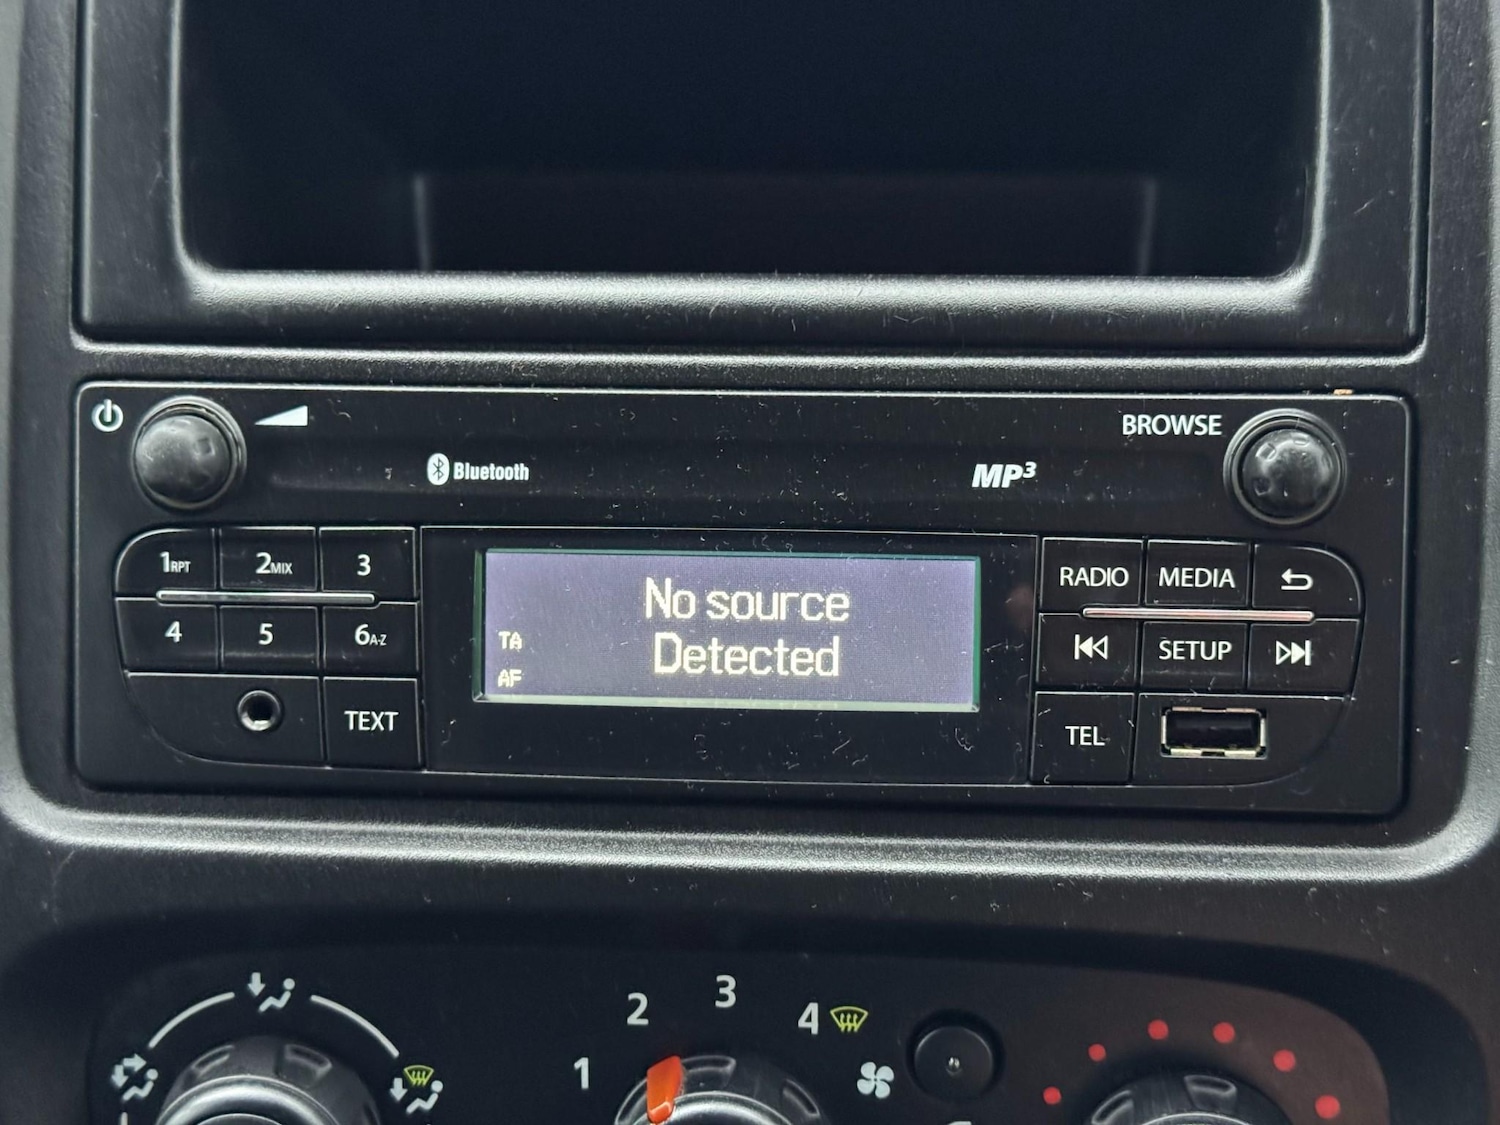 BROWSE
Bluetooth
MP3
1RPT
2MIX
3
4
5
6A-Z
TEXT
No source
Detected
TA
AF
RADIO
MEDIA
SETUP
TEL
1
2
3
4